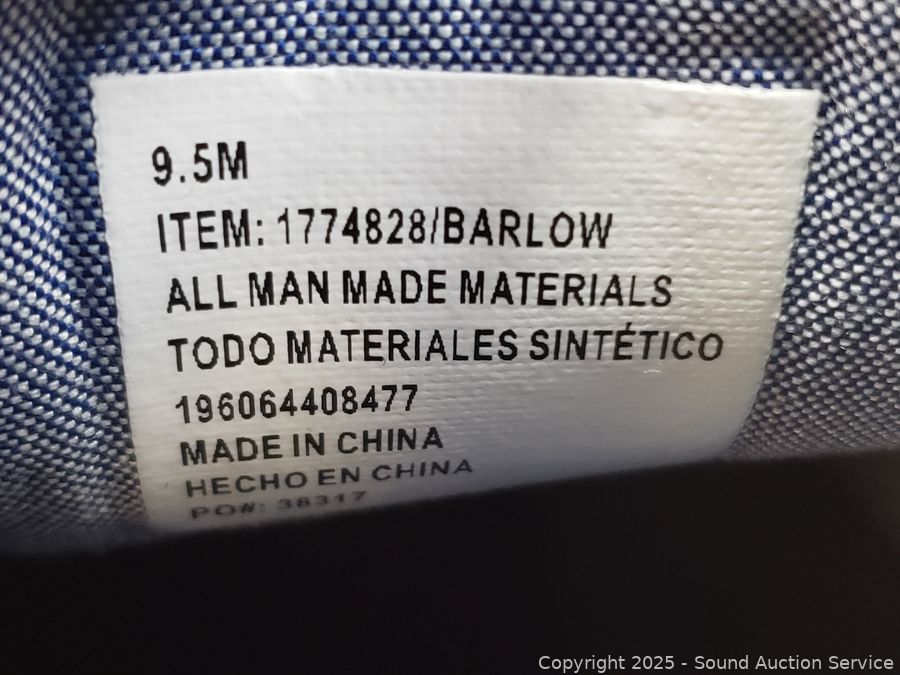 9.5M
ITEM: 1774828/BARLOW
ALL MAN MADE MATERIALS
TODO MATERIALES SINTÉTICO
196064408477
MADE IN CHINA
HECHO EN CHINA
PO#: 38317
Copyright 2025 - Sound Auction Service